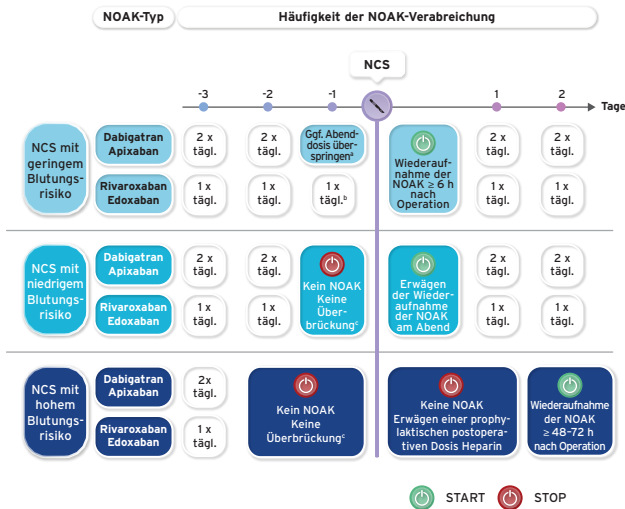 NOAK-Typ
Häufigkeit der NOAK-Verabreichung
NCS
-3
-2
-1
1
2
Tage
NCS mit
geringem
Blutungs-
risiko
Dabigatran
Apixaban
2 x
tägl.
2 x
tägl.
Ggf. Abend-
dosis über-
springenᵃ
Wiederauf-
nahme der
NOAK ≥ 6 h
nach
Operation
2 x
tägl.
2 x
tägl.
Rivaroxaban
Edoxaban
1 x
tägl.
1 x
tägl.
1 x
tägl.ᵇ
1 x
tägl.
1 x
tägl.
NCS mit
niedrigem
Blutungs-
risiko
Dabigatran
Apixaban
2 x
tägl.
2 x
tägl.
Kein NOAK
Keine
Über-
brückungᶜ
Erwägen
der Wieder-
aufnahme
der NOAK
am Abend
2 x
tägl.
2 x
tägl.
Rivaroxaban
Edoxaban
1 x
tägl.
1 x
tägl.
1 x
tägl.
1 x
tägl.
NCS mit
hohem
Blutungs-
risiko
Dabigatran
Apixaban
2x
tägl.
Kein NOAK
Keine
Überbrückungᶜ
Keine NOAK
Erwägen einer prophy-
laktischen postopera-
tiven Dosis Heparin
Wiederaufnahme
der NOAK
≥ 48-72 h
nach Operation
Rivaroxaban
Edoxaban
1 x
tägl.
START
STOP